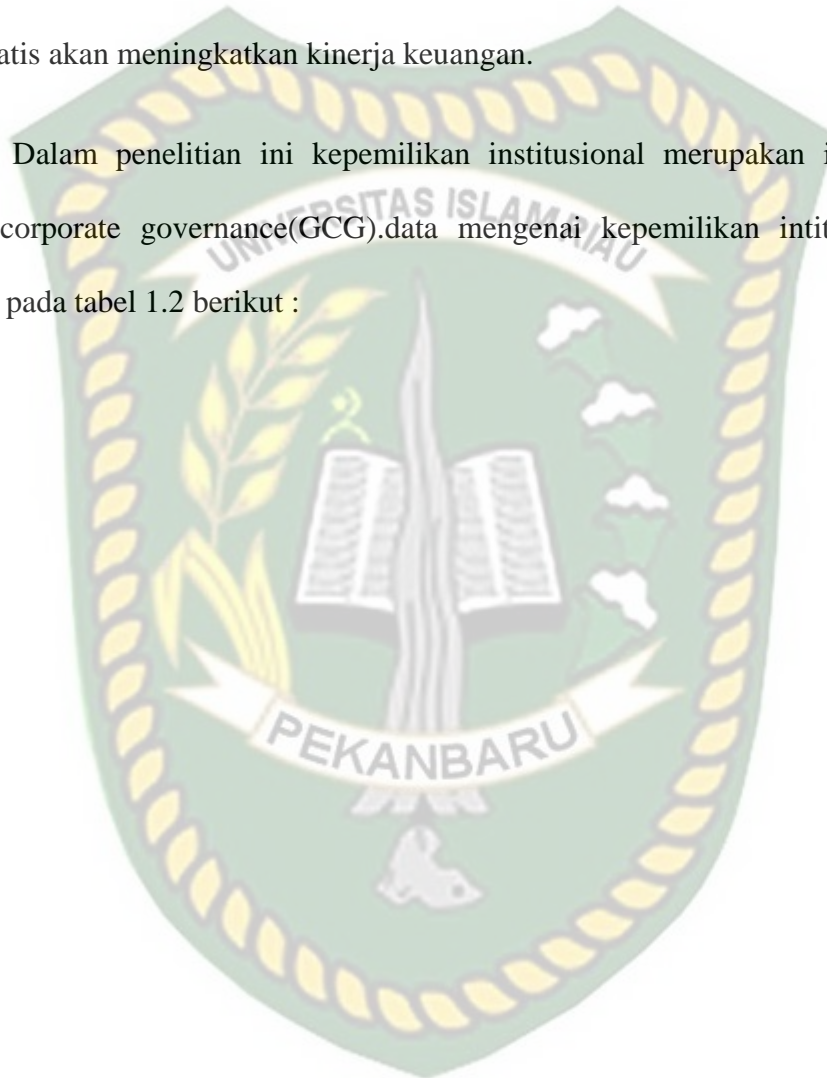 atis akan meningkatkan kinerja keuangan.
Dalam penelitian ini kepemilikan institusional merupakan i
corporate governance(GCG).data mengenai kepemilikan intit
pada tabel 1.2 berikut :
UNIVERSITAS ISLAM RIAU
PEKANBARU